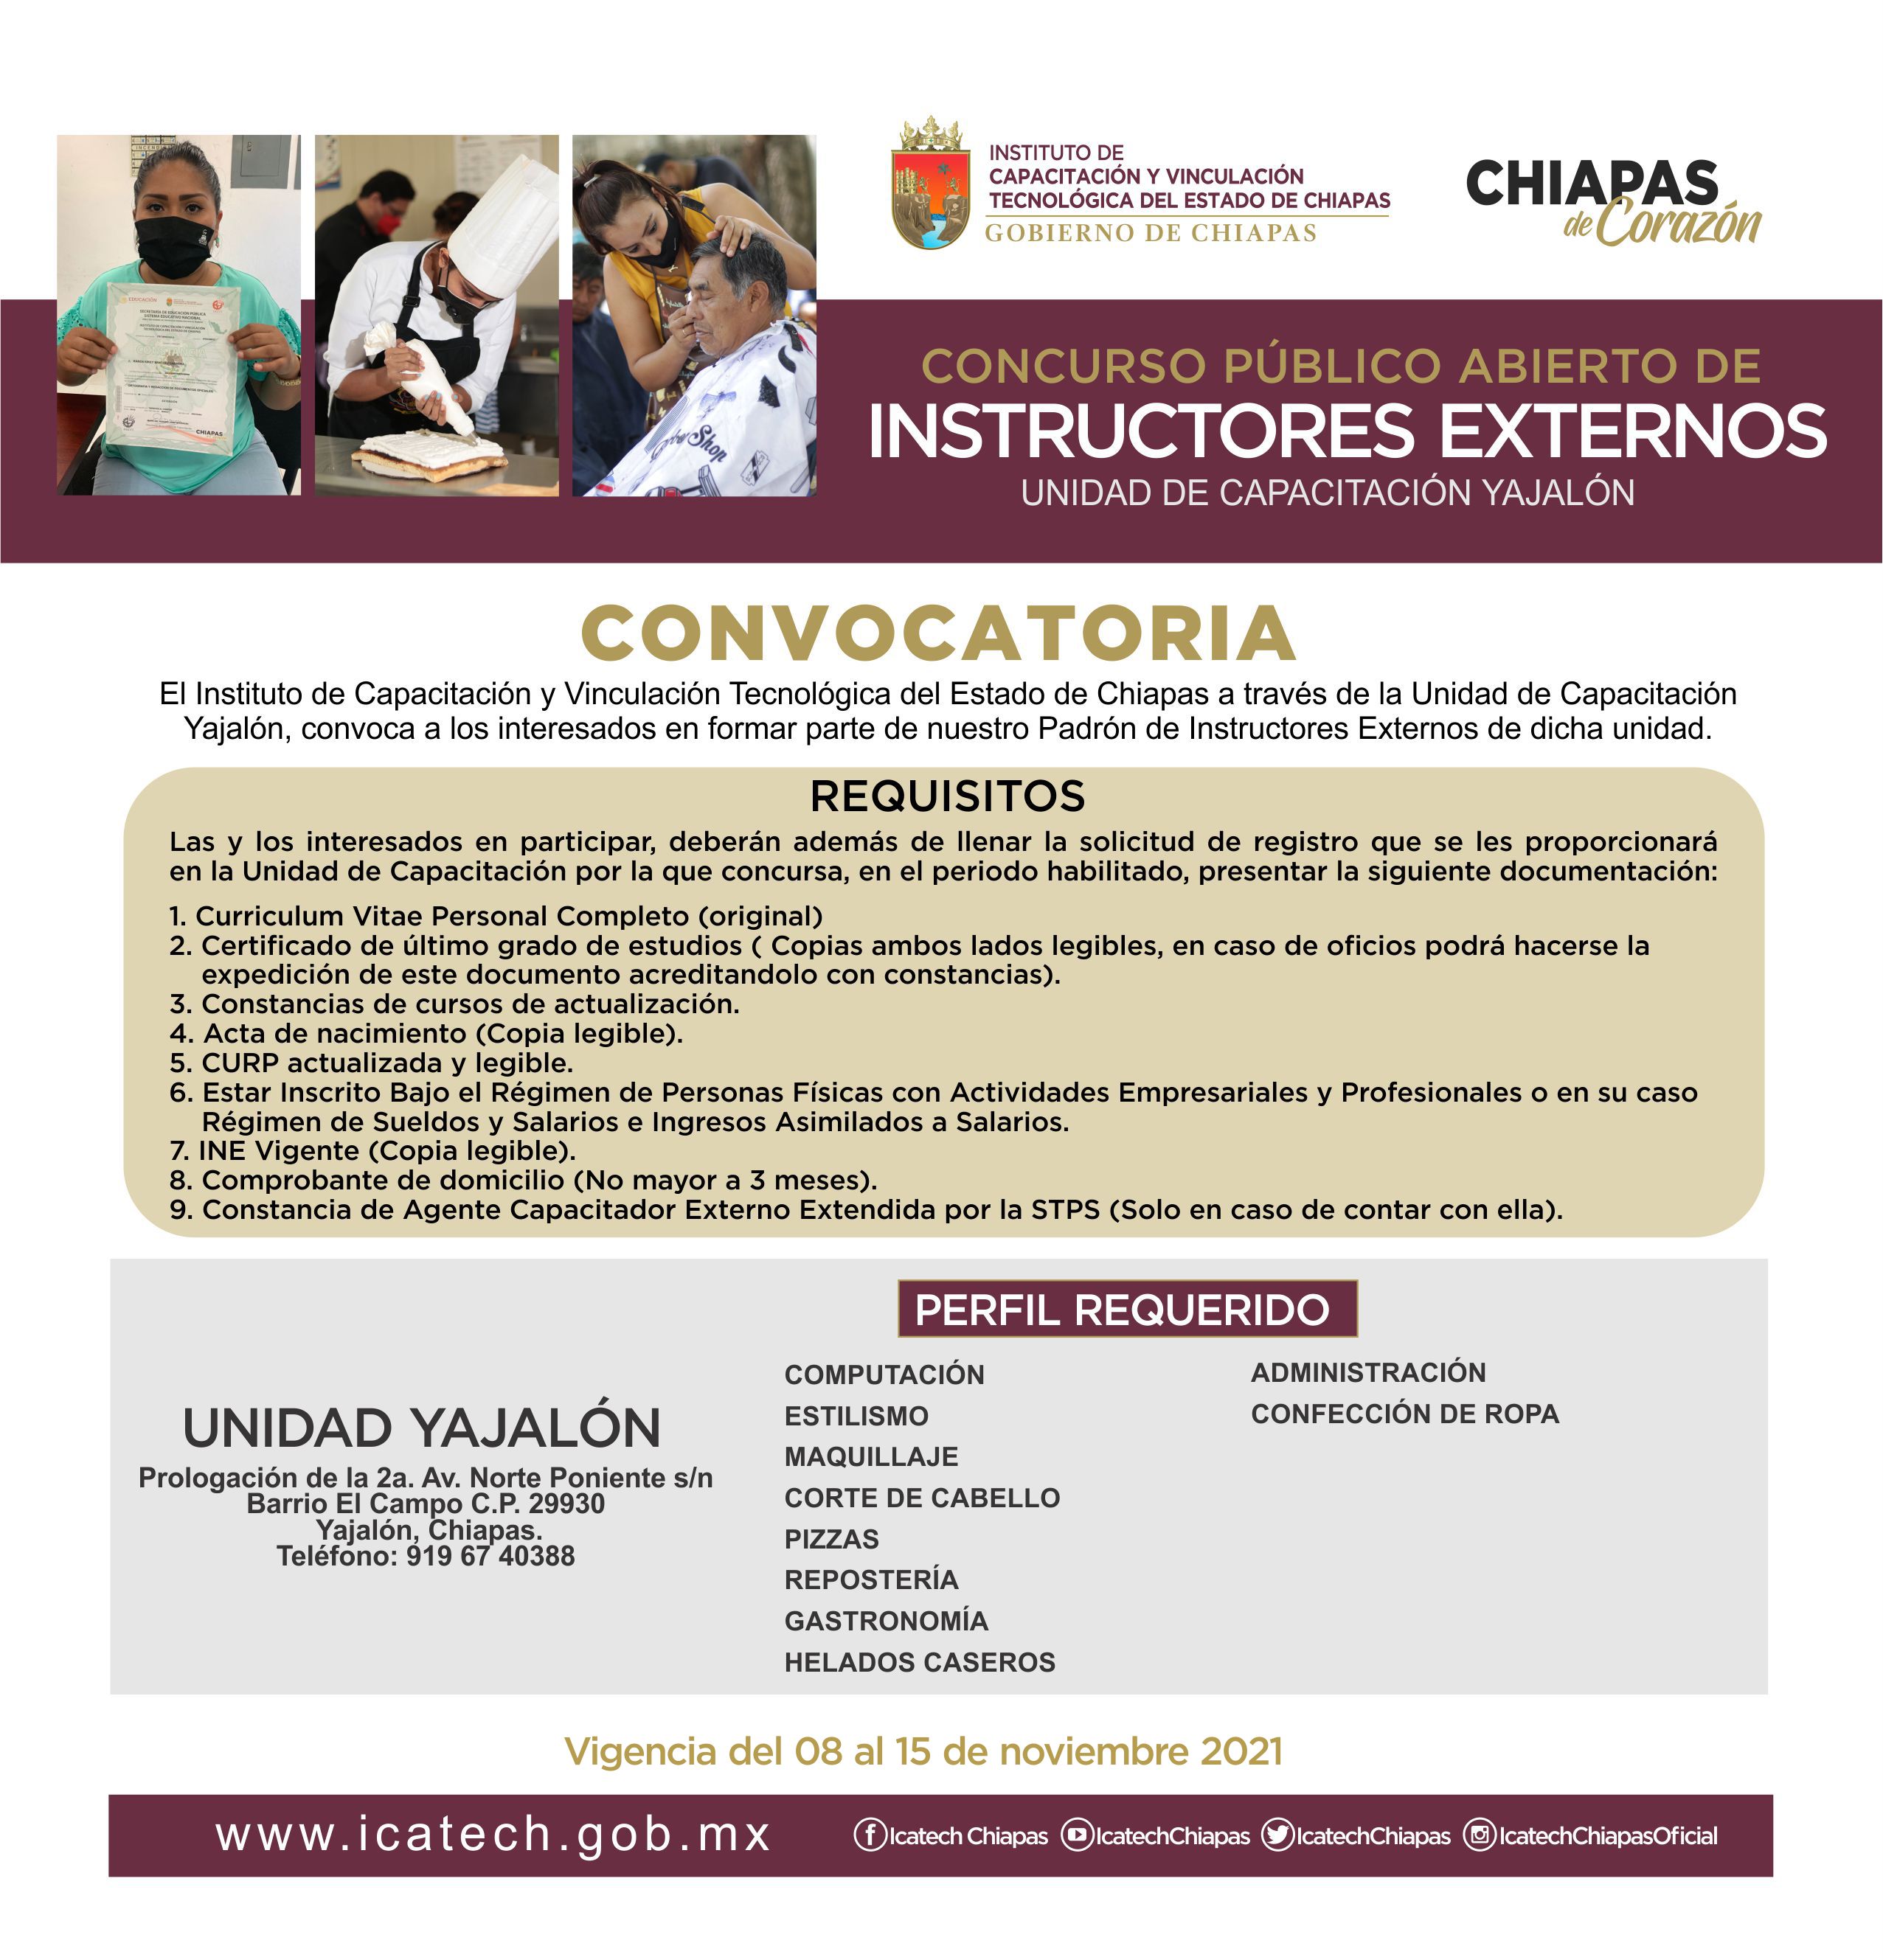 INSTITUTO DE
CAPACITACIÓN Y VINCULACIÓN
TECNOLÓGICA DEL ESTADO DE CHIAPAS
GOBIERNO DE CHIAPAS
CHIAPAS
de Corazón
EDUCACIÓN
CHIAPAS
Barber Shop
CONCURSO PÚBLICO ABIERTO DE
INSTRUCTORES EXTERNOS
UNIDAD DE CAPACITACIÓN YAJALÓN
CONVOCATORIA
El Instituto de Capacitación y Vinculación Tecnológica del Estado de Chiapas a través de la Unidad de Capacitación
Yajalón, convoca a los interesados en formar parte de nuestro Padrón de Instructores Externos de dicha unidad.
REQUISITOS
Las y los interesados en participar, deberán además de llenar la solicitud de registro que se les proporcionará
en la Unidad de Capacitación por la que concursa, en el periodo habilitado, presentar la siguiente documentación:
1. Curriculum Vitae Personal Completo (original)
2. Certificado de último grado de estudios ( Copias ambos lados legibles, en caso de oficios podrá hacerse la
expedición de este documento acreditandolo con constancias).
3. Constancias de cursos de actualización.
4. Acta de nacimiento (Copia legible).
5. CURP actualizada y legible.
6. Estar Inscrito Bajo el Régimen de Personas Físicas con Actividades Empresariales y Profesionales o en su caso
Régimen de Sueldos y Salarios e Ingresos Asimilados a Salarios.
7. INE Vigente (Copia legible).
8. Comprobante de domicilio (No mayor a 3 meses).
9. Constancia de Agente Capacitador Externo Extendida por la STPS (Solo en caso de contar con ella).
UNIDAD YAJALÓN
Prologación de la 2a. Av. Norte Poniente s/n
Barrio El Campo C.P. 29930
Yajalón, Chiapas.
Teléfono: 919 67 40388
PERFIL REQUERIDO
COMPUTACIÓN
ESTILISMO
MAQUILLAJE
CORTE DE CABELLO
PIZZAS
REPOSTERÍA
GASTRONOMÍA
HELADOS CASEROS
ADMINISTRACIÓN
CONFECCIÓN DE ROPA
Vigencia del 08 al 15 de noviembre 2021
www.icatech.gob.mx
Icatech Chiapas IcatechChiapas IcatechChiapas IcatechChiapasOficial